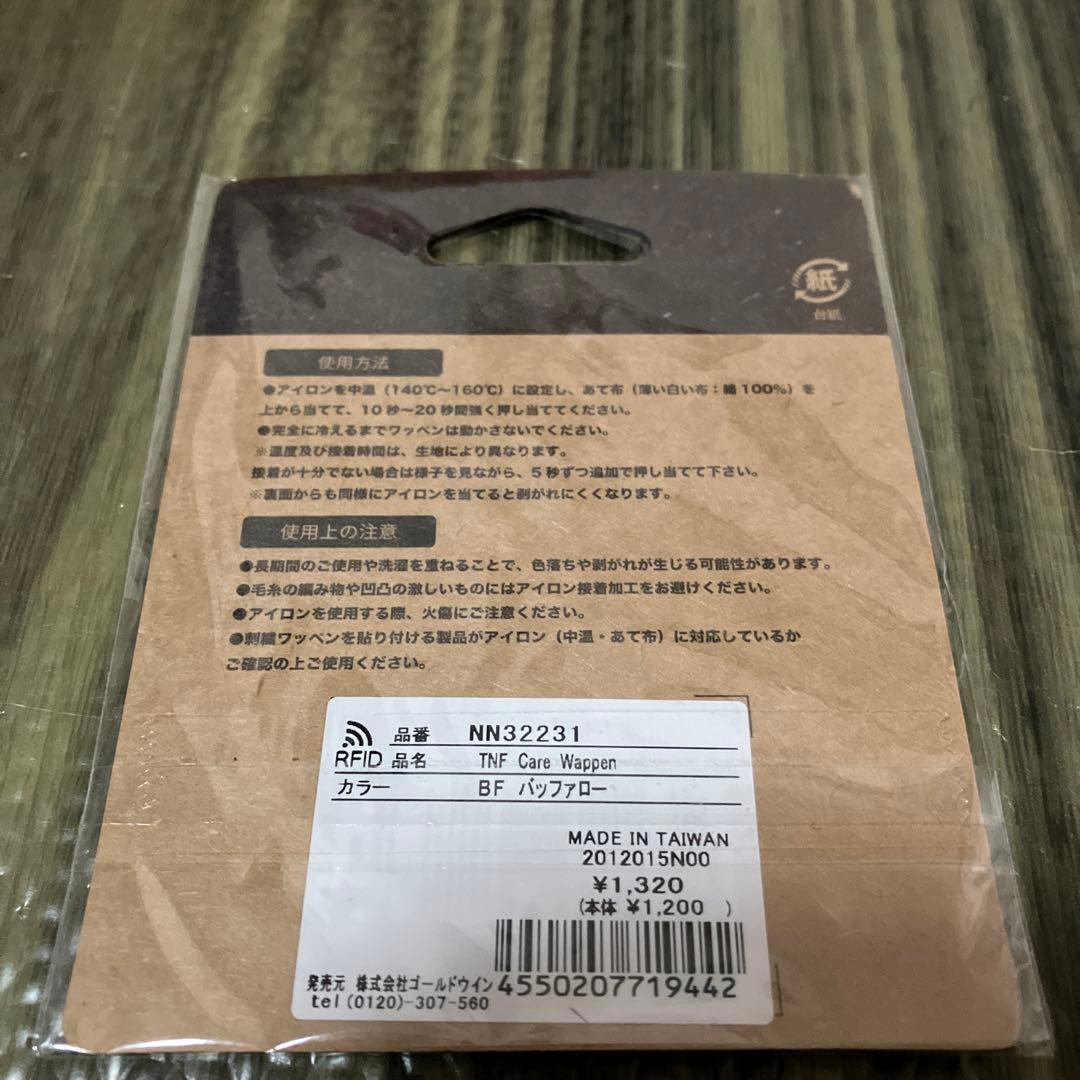 紙
台紙
使用方法
●アイロンを中温（140℃～160℃）に設定し、あて布（薄い白い布：綿100%）を
上から当てて、10秒～20秒間強く押し当ててください。
●完全に冷えるまでワッペンは動かさないでください。
※温度及び接着時間は、生地により異なります。
接着が十分でない場合は様子を見ながら、5秒ずつ追加で押し当てて下さい。
※裏面からも同様にアイロンを当てると剥がれにくくなります。
使用上の注意
●長期間のご使用や洗濯を重ねることで、色落ちや剥がれが生じる可能性があります。
●毛糸の編み物や凹凸の激しいものにはアイロン接着加工をお避けください。
●アイロンを使用する際、火傷にご注意ください。
●刺繍ワッペンを貼り付ける製品がアイロン（中温・あて布）に対応しているか
ご確認の上ご使用ください。
品番 NN32231
RFID 品名 TNF Care Wappen
カラー BF バッファロー
MADE IN TAIWAN
2012015N00
¥1,320
(本体 ¥1,200 )
発売元 株式会社ゴールドウイン 4550207719442
tel(0120)-307-560